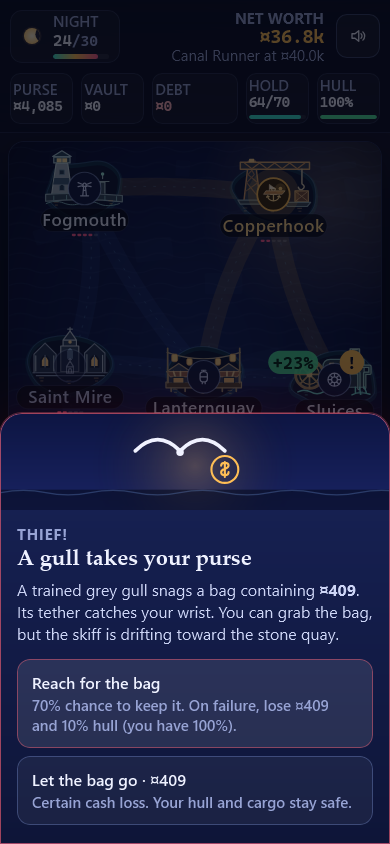 NIGHT
24/30
NET WORTH
¤36.8k
Canal Runner at ¤40.0k
PURSE
¤4,085
VAULT
¤0
DEBT
¤0
HOLD
64/70
HULL
100%
Fogmouth
Copperhook
+23%
!
Saint Mire
Lanternquay
Sluices
THIEF!
A gull takes your purse
A trained grey gull snags a bag containing ¤409.
Its tether catches your wrist. You can grab the bag,
but the skiff is drifting toward the stone quay.
Reach for the bag
70% chance to keep it. On failure, lose ¤409
and 10% hull (you have 100%).
Let the bag go · ¤409
Certain cash loss. Your hull and cargo stay safe.